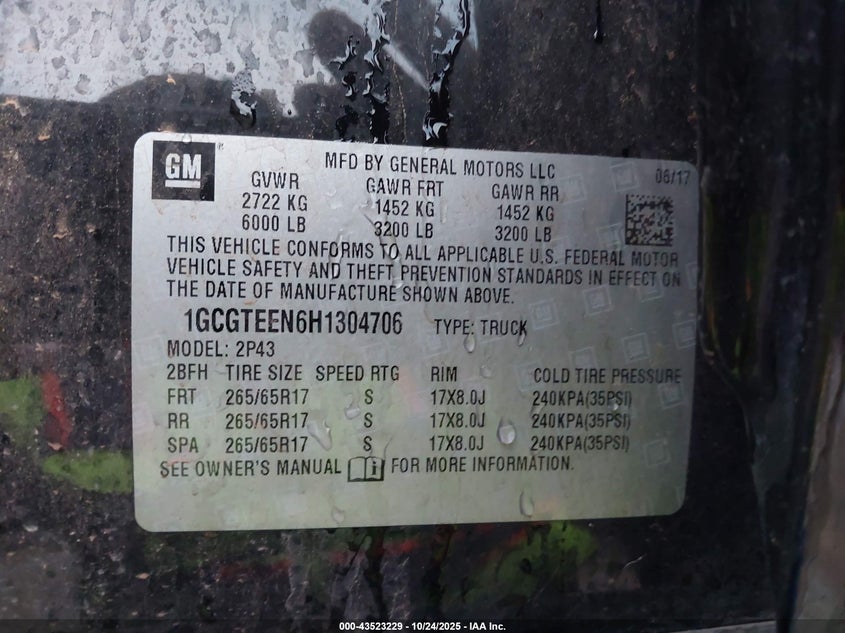 GM ®
MFD BY GENERAL MOTORS LLC
08/17
GVWR GAWR FRT GAWR RR
2722 KG 1452 KG 1452 KG
6000 LB 3200 LB 3200 LB
THIS VEHICLE CONFORMS TO ALL APPLICABLE U.S. FEDERAL MOTOR
VEHICLE SAFETY AND THEFT PREVENTION STANDARDS IN EFFECT ON
THE DATE OF MANUFACTURE SHOWN ABOVE.
1GCGTEEN6H1304706 TYPE: TRUCK
MODEL: 2P43
2BFH TIRE SIZE SPEED RTG RIM COLD TIRE PRESSURE
FRT 265/65R17 S 17X8.0J 240KPA(35PSI)
RR 265/65R17 S 17X8.0J 240KPA(35PSI)
SPA 265/65R17 S 17X8.0J 240KPA(35PSI)
SEE OWNER'S MANUAL FOR MORE INFORMATION.
000-43523229 - 10/24/2025 - IAA Inc.